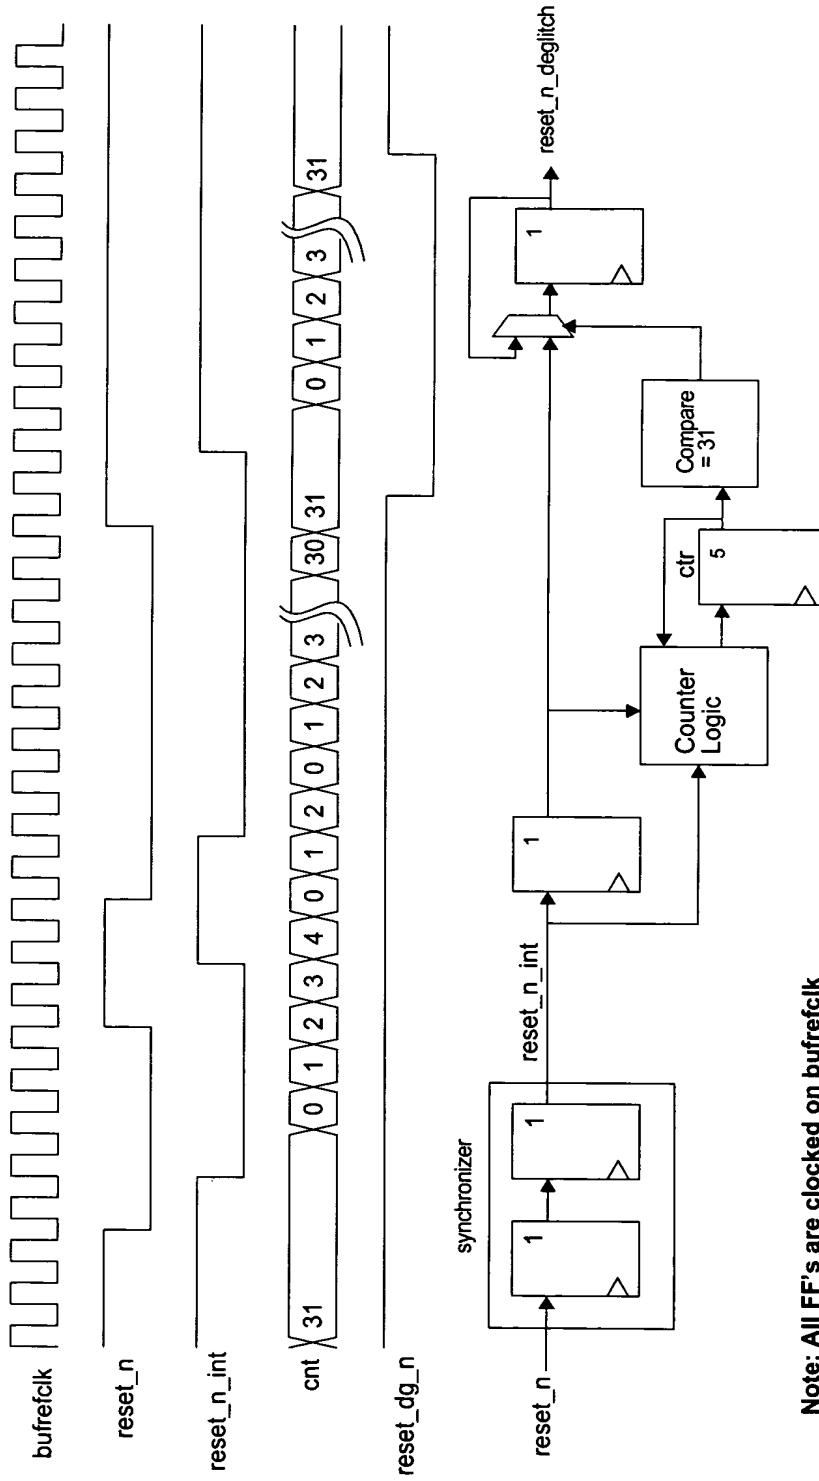 bufrefclk
reset_n
reset_n_int
cnt
31 0 1 2 3 4 0 1 2 0 1 2 3 30 31 0 1 2 3 31
reset_dg_n
synchronizer
reset_n
1
1
reset_n_int
1
Counter
Logic
ctr
5
Compare
= 31
1
reset_n_deglitch
Note: All FF's are clocked on bufrefclk